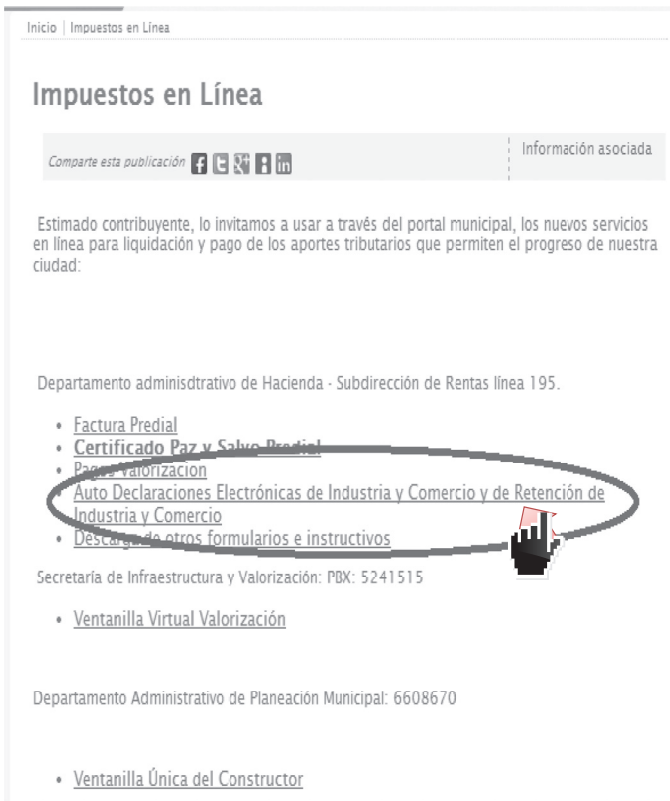 Inicio | Impuestos en Línea
Impuestos en Línea
Comparte esta publicación
Información asociada
Estimado contribuyente, lo invitamos a usar a través del portal municipal, los nuevos servicios
en línea para liquidación y pago de los aportes tributarios que permiten el progreso de nuestra
ciudad:
Departamento adminisdtrativo de Hacienda - Subdirección de Rentas línea 195.
• Factura Predial
• Certificado Paz y Salvo Predial
• Pagos Valorizacion
• Auto Declaraciones Electrónicas de Industria y Comercio y de Retención de
Industria y Comercio
• Descarga de otros formularios e instructivos
Secretaría de Infraestructura y Valorización: PBX: 5241515
• Ventanilla Virtual Valorización
Departamento Administrativo de Planeación Municipal: 6608670
• Ventanilla Única del Constructor